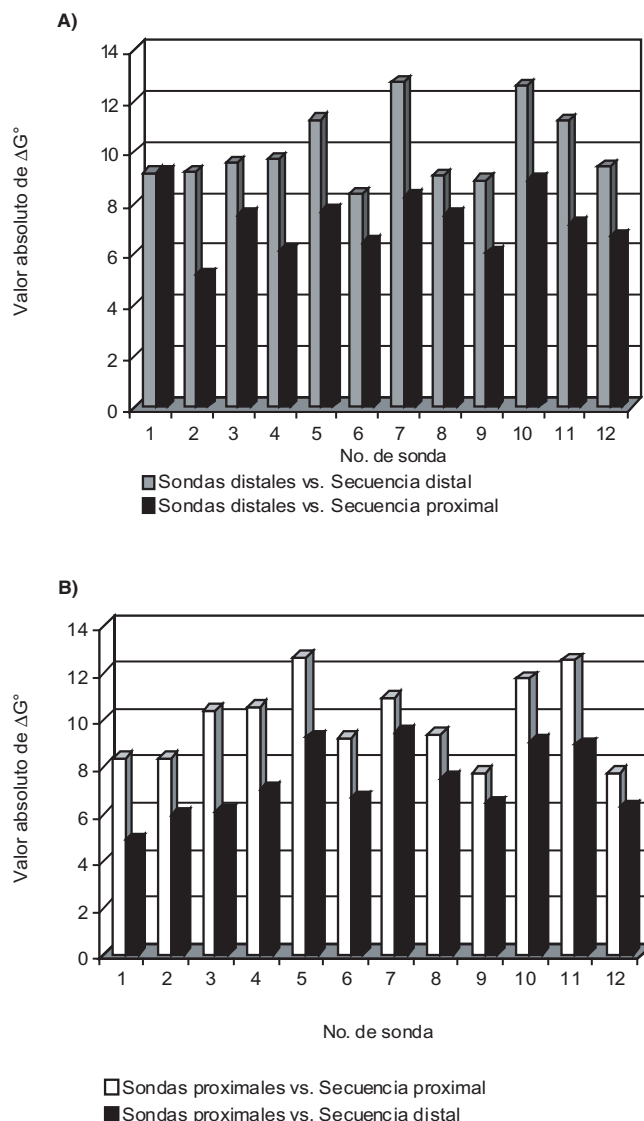 A)
Valor absoluto de ΔG°
14
12
10
8
6
4
2
0
1 2 3 4 5 6 7 8 9 10 11 12
No. de sonda
Sondas distales vs. Secuencia distal
Sondas distales vs. Secuencia proximal
B)
Valor absoluto de ΔG°
14
12
10
8
6
4
2
0
1 2 3 4 5 6 7 8 9 10 11 12
No. de sonda
Sondas proximales vs. Secuencia proximal
Sondas proximales vs. Secuencia distal